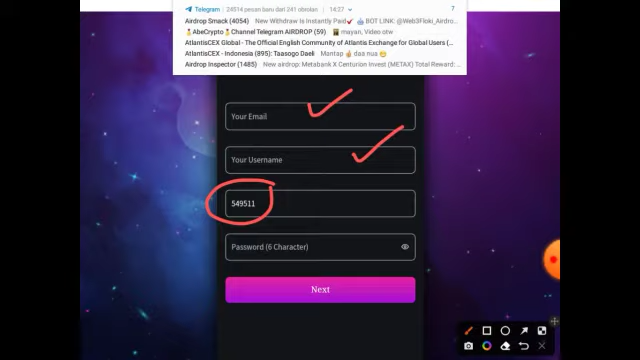 Telegram | 24514 pesan baru dari 241 obrolan | 14:27
7
Airdrop Smack (4054) New Withdraw Is Instantly Paid✔️ 🤖 BOT LINK: @Web3Floki_Airdro...
🏅AbeCrypto🏅Channel Telegram AIRDROP (59) mayan, Video otw
AtlantisCEX Global - The Official English Community of Atlantis Exchange for Global Users (...
AtlantisCEX - Indonesia (895): Taasogo Daeli Mantap 👍 daa nua 😁
Airdrop Inspector (1485) New airdrop: Metabank X Centurion Invest (METAX) Total Reward: ...
Your Email
Your Username
549511
Password (6 Character)
Next